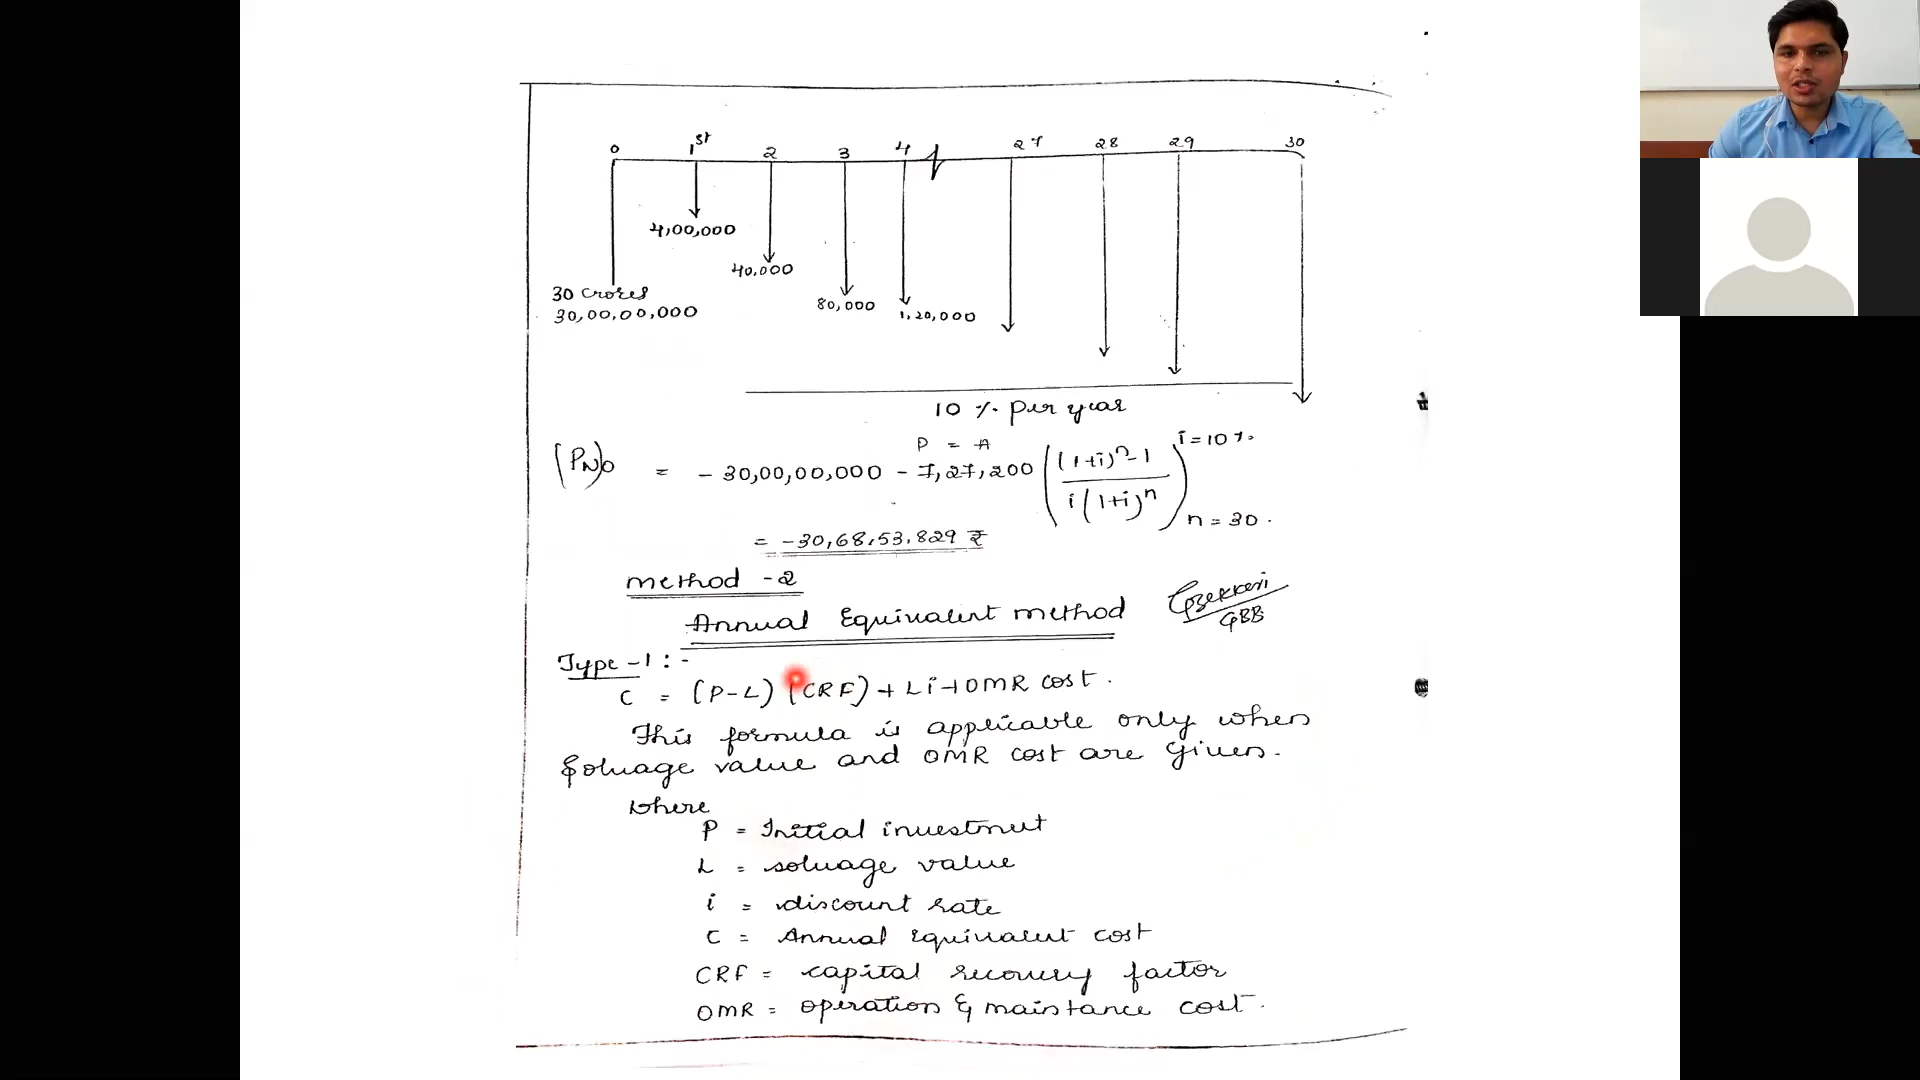 0 1st 2 3 4 27 28 29 30
4,00,000
40,000
30 crores
80,000
1,20,000
30,00,00,000
10 % per year
P = A
(PN)0 = - 30,00,00,000 - 7,27,200 ( (1+i)^n - 1 / i(1+i)^n ) i = 10 %. n = 30 .
= - 30,68,53,829 ₹
method - 2
Annual Equivalent method
GBB
Type - 1 : -
C = (P-L) (CRF) + Li + OMR cost .
This formula is applicable only when
Soluage value and OMR cost are given .
where
P = Initial investmut
L = soluage value
i = discount rate
C = Annual Equivalent cost
CRF = capital recovery factor
OMR = operation & maintance cost .